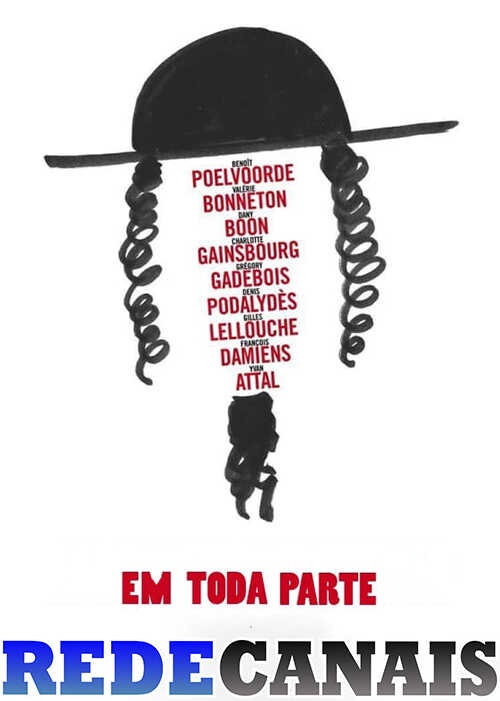 BENOÎT
POELVOORDE
VALÉRIE
BONNETON
DANY
BOON
CHARLOTTE
GAINSBOURG
GRÉGORY
GADEBOIS
DENIS
PODALYDÈS
GILLES
LELLOUCHE
FRANÇOIS
DAMIENS
YVAN
ATTAL
EM TODA PARTE
REDECANAIS